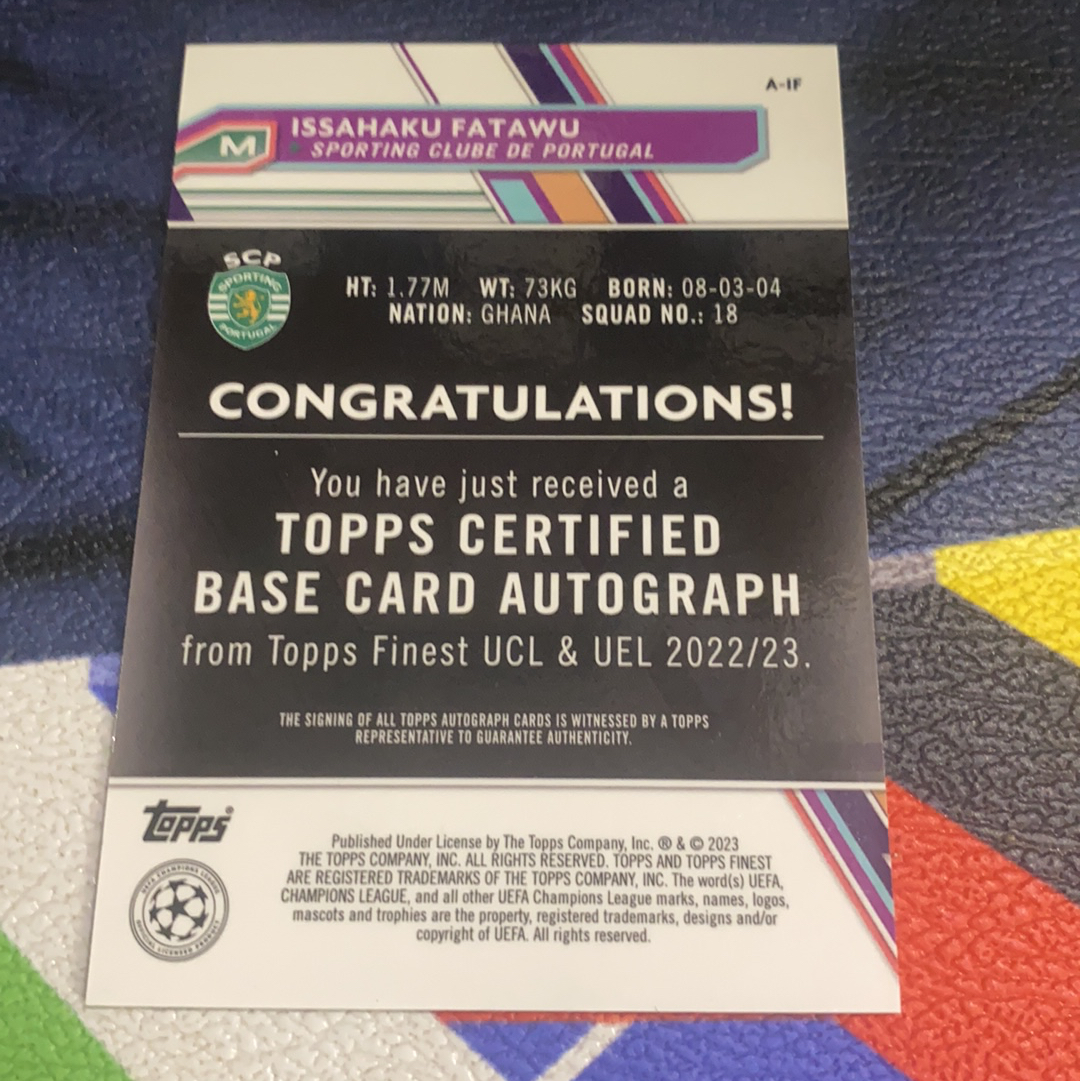 A-IF
M
ISSAHAKU FATAWU
SPORTING CLUBE DE PORTUGAL
SCP
SPORTING
PORTUGAL
HT: 1.77M WT: 73KG BORN: 08-03-04
NATION: GHANA SQUAD NO.: 18
CONGRATULATIONS!
You have just received a
TOPPS CERTIFIED
BASE CARD AUTOGRAPH
from Topps Finest UCL & UEL 2022/23.
THE SIGNING OF ALL TOPPS AUTOGRAPH CARDS IS WITNESSED BY A TOPPS
REPRESENTATIVE TO GUARANTEE AUTHENTICITY.
topps®
UEFA CHAMPIONS LEAGUE
OFFICIAL LICENSED PRODUCT
Published Under License by The Topps Company, Inc. ® & © 2023
THE TOPPS COMPANY, INC. ALL RIGHTS RESERVED. TOPPS AND TOPPS FINEST
ARE REGISTERED TRADEMARKS OF THE TOPPS COMPANY, INC. The word(s) UEFA,
CHAMPIONS LEAGUE, and all other UEFA Champions League marks, names, logos,
mascots and trophies are the property, registered trademarks, designs and/or
copyright of UEFA. All rights reserved.